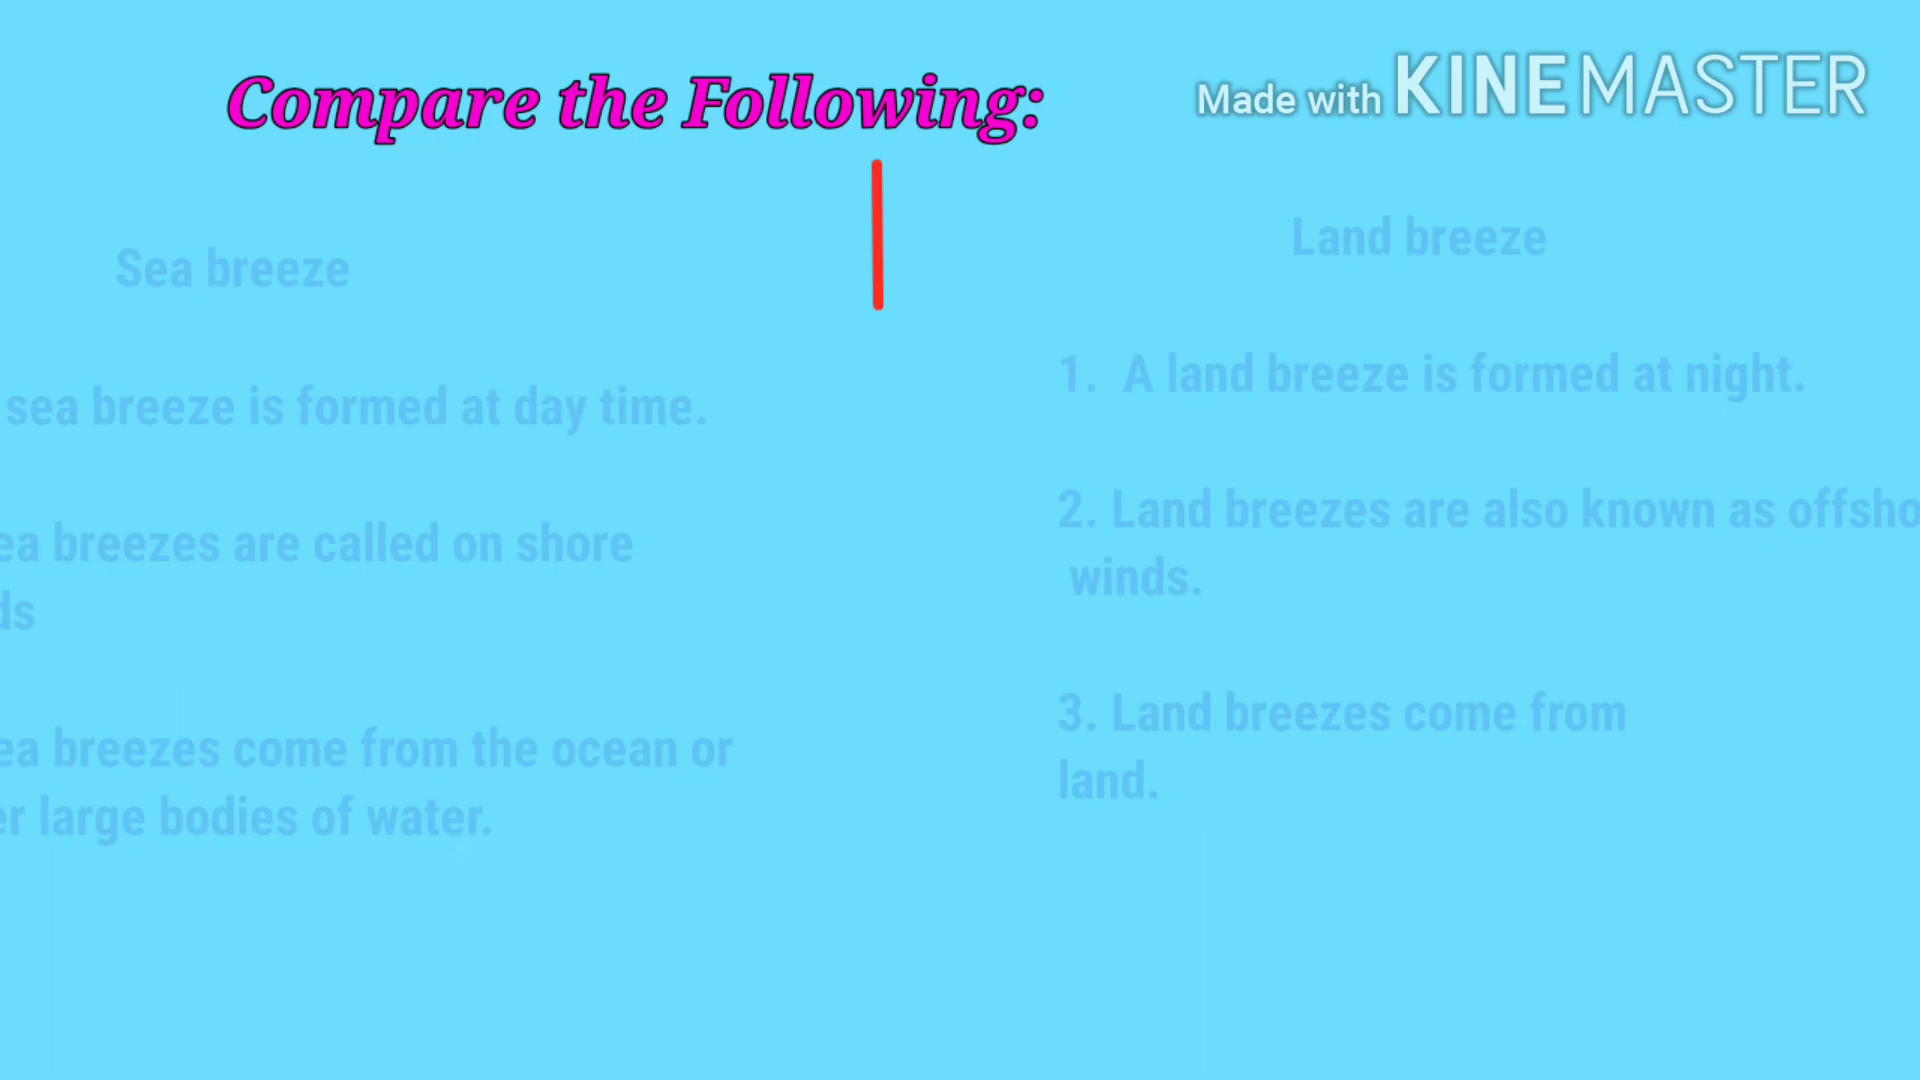 Compare the Following:
Made with KINEMASTER
Sea breeze
sea breeze is formed at day time.
ea breezes are called on shore
ds
ea breezes come from the ocean or
er large bodies of water.
Land breeze
1. A land breeze is formed at night.
2. Land breezes are also known as offsho
winds.
3. Land breezes come from
land.